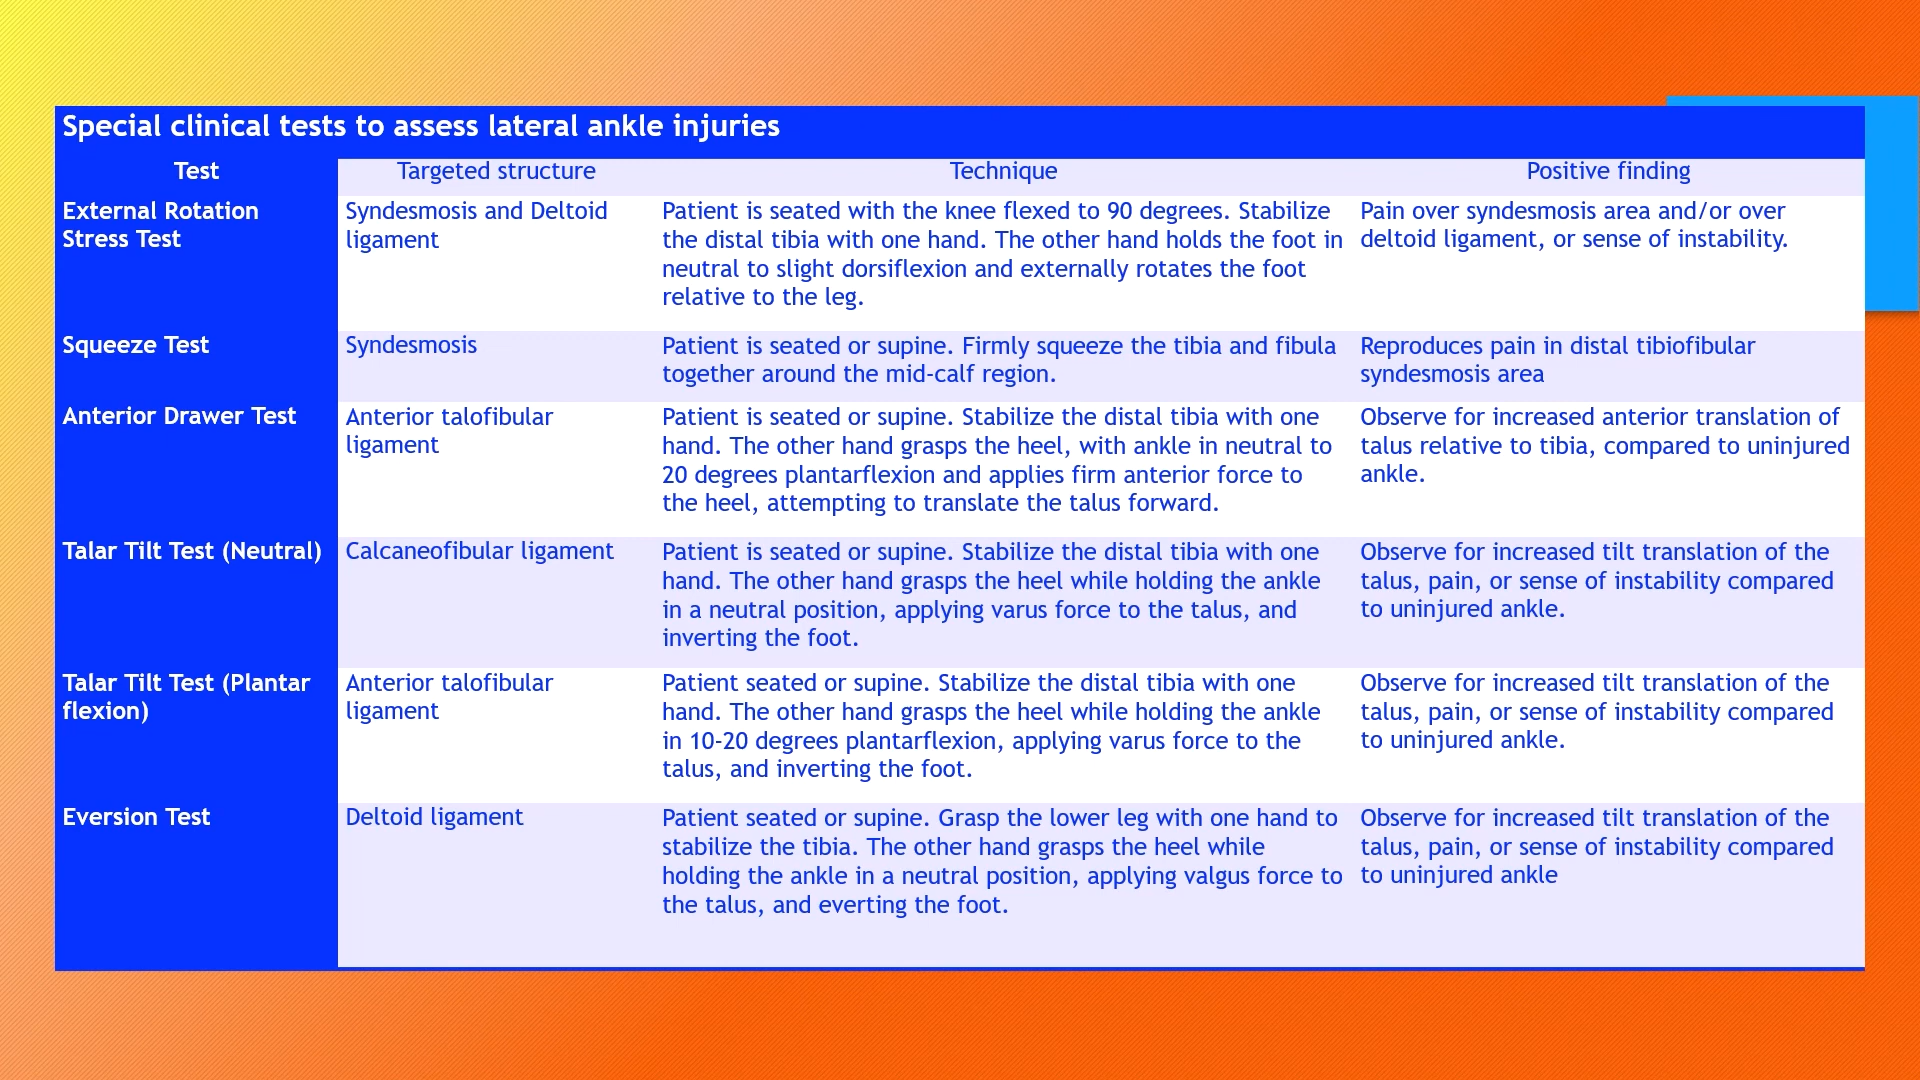 Special clinical tests to assess lateral ankle injuries
Test
Targeted structure
Technique
Positive finding
External Rotation
Stress Test
Syndesmosis and Deltoid
ligament
Patient is seated with the knee flexed to 90 degrees. Stabilize
the distal tibia with one hand. The other hand holds the foot in
neutral to slight dorsiflexion and externally rotates the foot
relative to the leg.
Pain over syndesmosis area and/or over
deltoid ligament, or sense of instability.
Squeeze Test
Syndesmosis
Patient is seated or supine. Firmly squeeze the tibia and fibula
together around the mid-calf region.
Reproduces pain in distal tibiofibular
syndesmosis area
Anterior Drawer Test
Anterior talofibular
ligament
Patient is seated or supine. Stabilize the distal tibia with one
hand. The other hand grasps the heel, with ankle in neutral to
20 degrees plantarflexion and applies firm anterior force to
the heel, attempting to translate the talus forward.
Observe for increased anterior translation of
talus relative to tibia, compared to uninjured
ankle.
Talar Tilt Test (Neutral)
Calcaneofibular ligament
Patient is seated or supine. Stabilize the distal tibia with one
hand. The other hand grasps the heel while holding the ankle
in a neutral position, applying varus force to the talus, and
inverting the foot.
Observe for increased tilt translation of the
talus, pain, or sense of instability compared
to uninjured ankle.
Talar Tilt Test (Plantar
flexion)
Anterior talofibular
ligament
Patient seated or supine. Stabilize the distal tibia with one
hand. The other hand grasps the heel while holding the ankle
in 10-20 degrees plantarflexion, applying varus force to the
talus, and inverting the foot.
Observe for increased tilt translation of the
talus, pain, or sense of instability compared
to uninjured ankle.
Eversion Test
Deltoid ligament
Patient seated or supine. Grasp the lower leg with one hand to
stabilize the tibia. The other hand grasps the heel while
holding the ankle in a neutral position, applying valgus force to
the talus, and everting the foot.
Observe for increased tilt translation of the
talus, pain, or sense of instability compared
to uninjured ankle